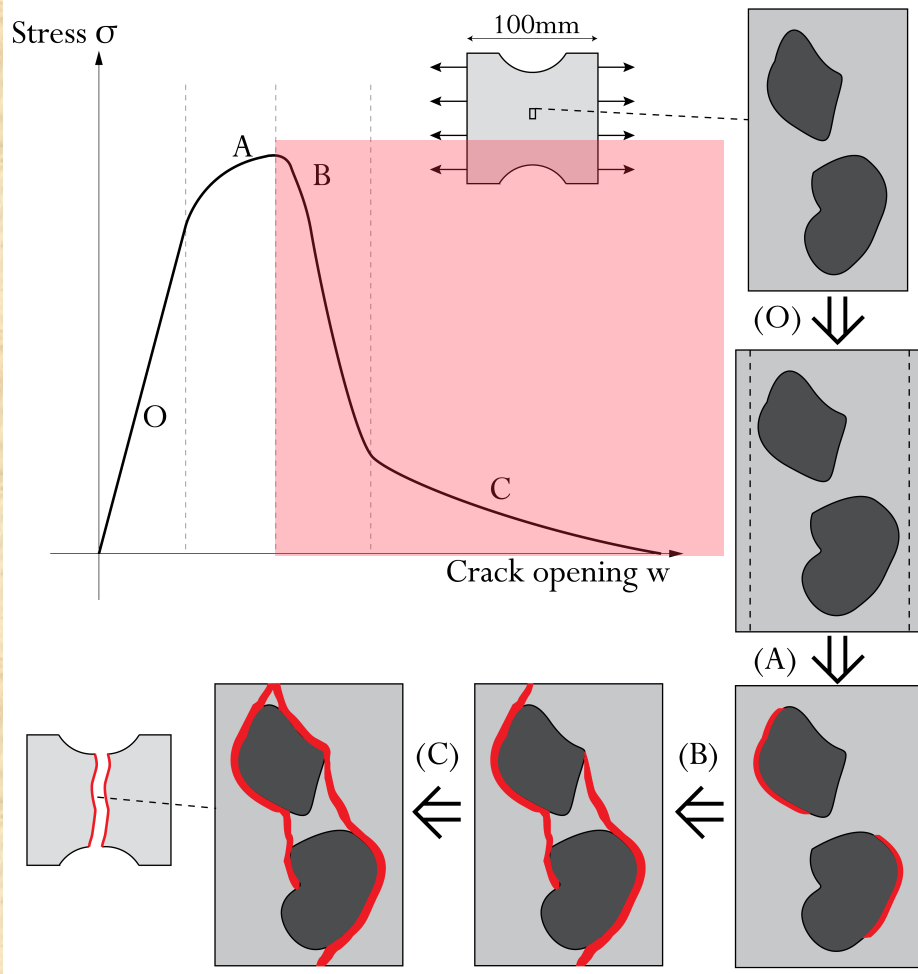 Stress σ
100mm
A
B
(O)
O
C
Crack opening w
(A)
(C)
(B)